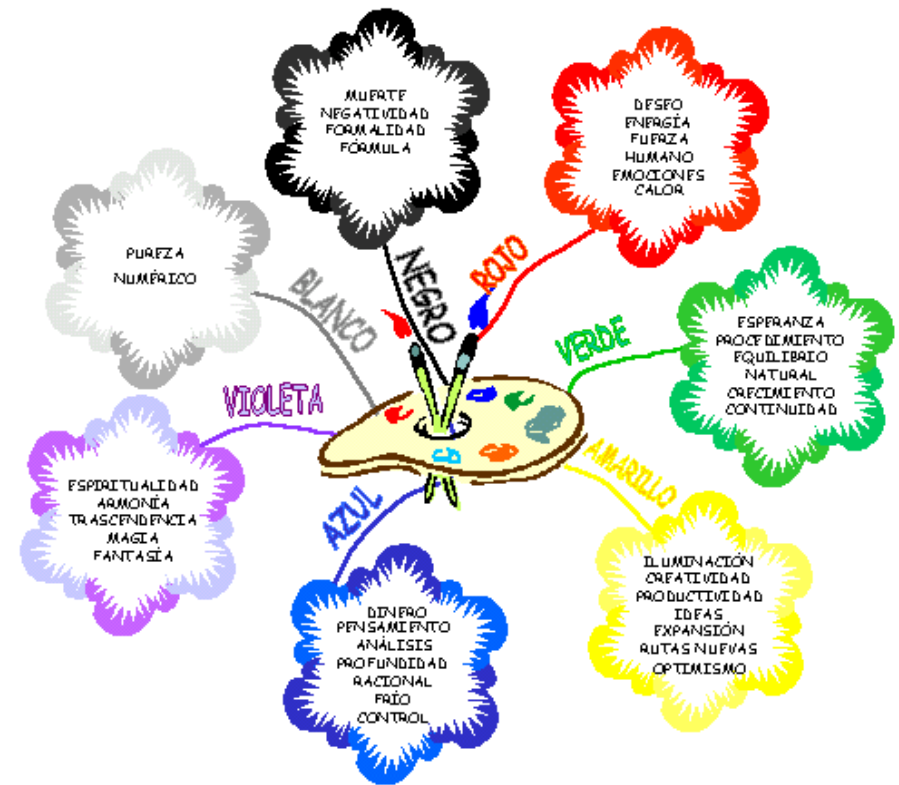 NEGRO
MUERTE
NEGATIVIDAD
FORMALIDAD
FÓRMULA
ROJO
DESEO
ENERGÍA
FUERZA
HUMANO
EMOCIONES
CALOR
VERDE
ESPERANZA
PROCEDIMIENTO
EQUILIBRIO
NATURAL
CRECIMIENTO
CONTINUIDAD
AMARILLO
ILUMINACIÓN
CREATIVIDAD
PRODUCTIVIDAD
IDEAS
EXPANSIÓN
RUTAS NUEVAS
OPTIMISMO
AZUL
DINERO
PENSAMIENTO
ANÁLISIS
PROFUNDIDAD
RACIONAL
FRÍO
CONTROL
VIOLETA
ESPIRITUALIDAD
ARMONÍA
TRASCENDENCIA
MAGIA
FANTASÍA
BLANCO
PUREZA
NUMÉRICO